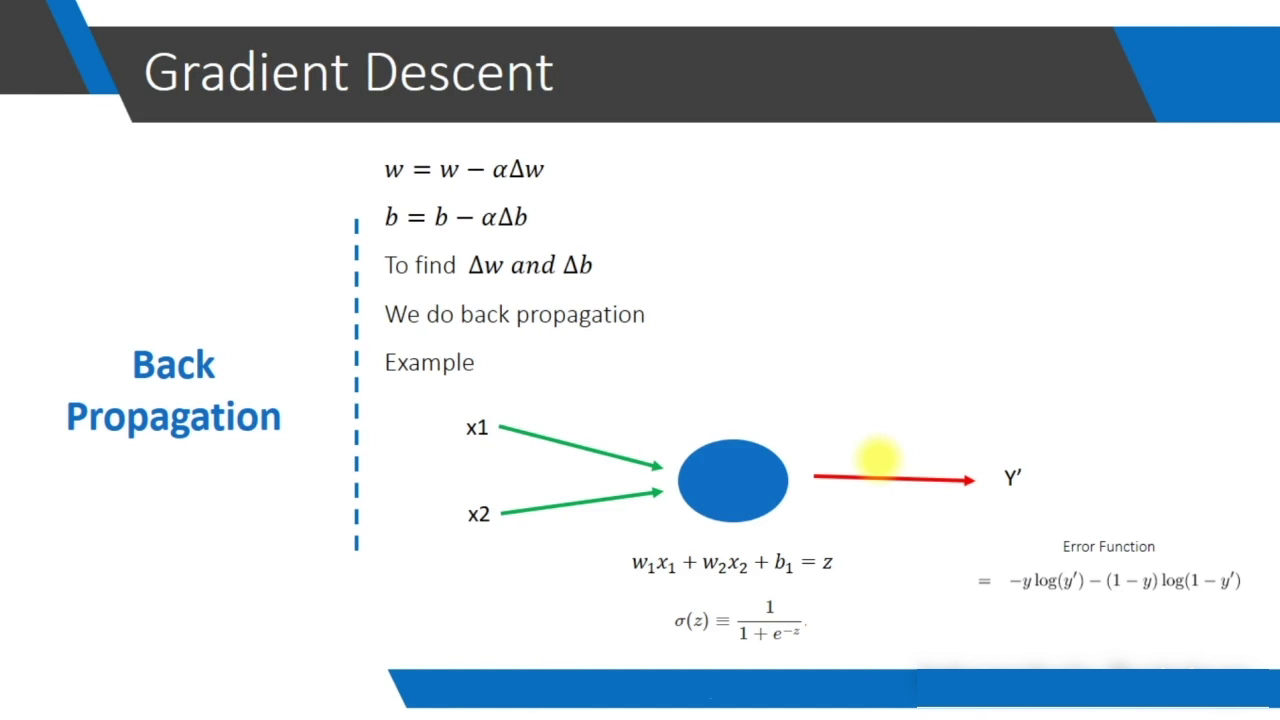 Gradient Descent
w = w − αΔw
b = b − αΔb
To find Δw and Δb
We do back propagation
Example
Back
Propagation
x1
x2
Y’
w₁x₁ + w₂x₂ + b₁ = z
σ(z) ≡ 1 / (1 + e⁻ᶻ).
Error Function
= −y log(y′) − (1 − y) log(1 − y′)